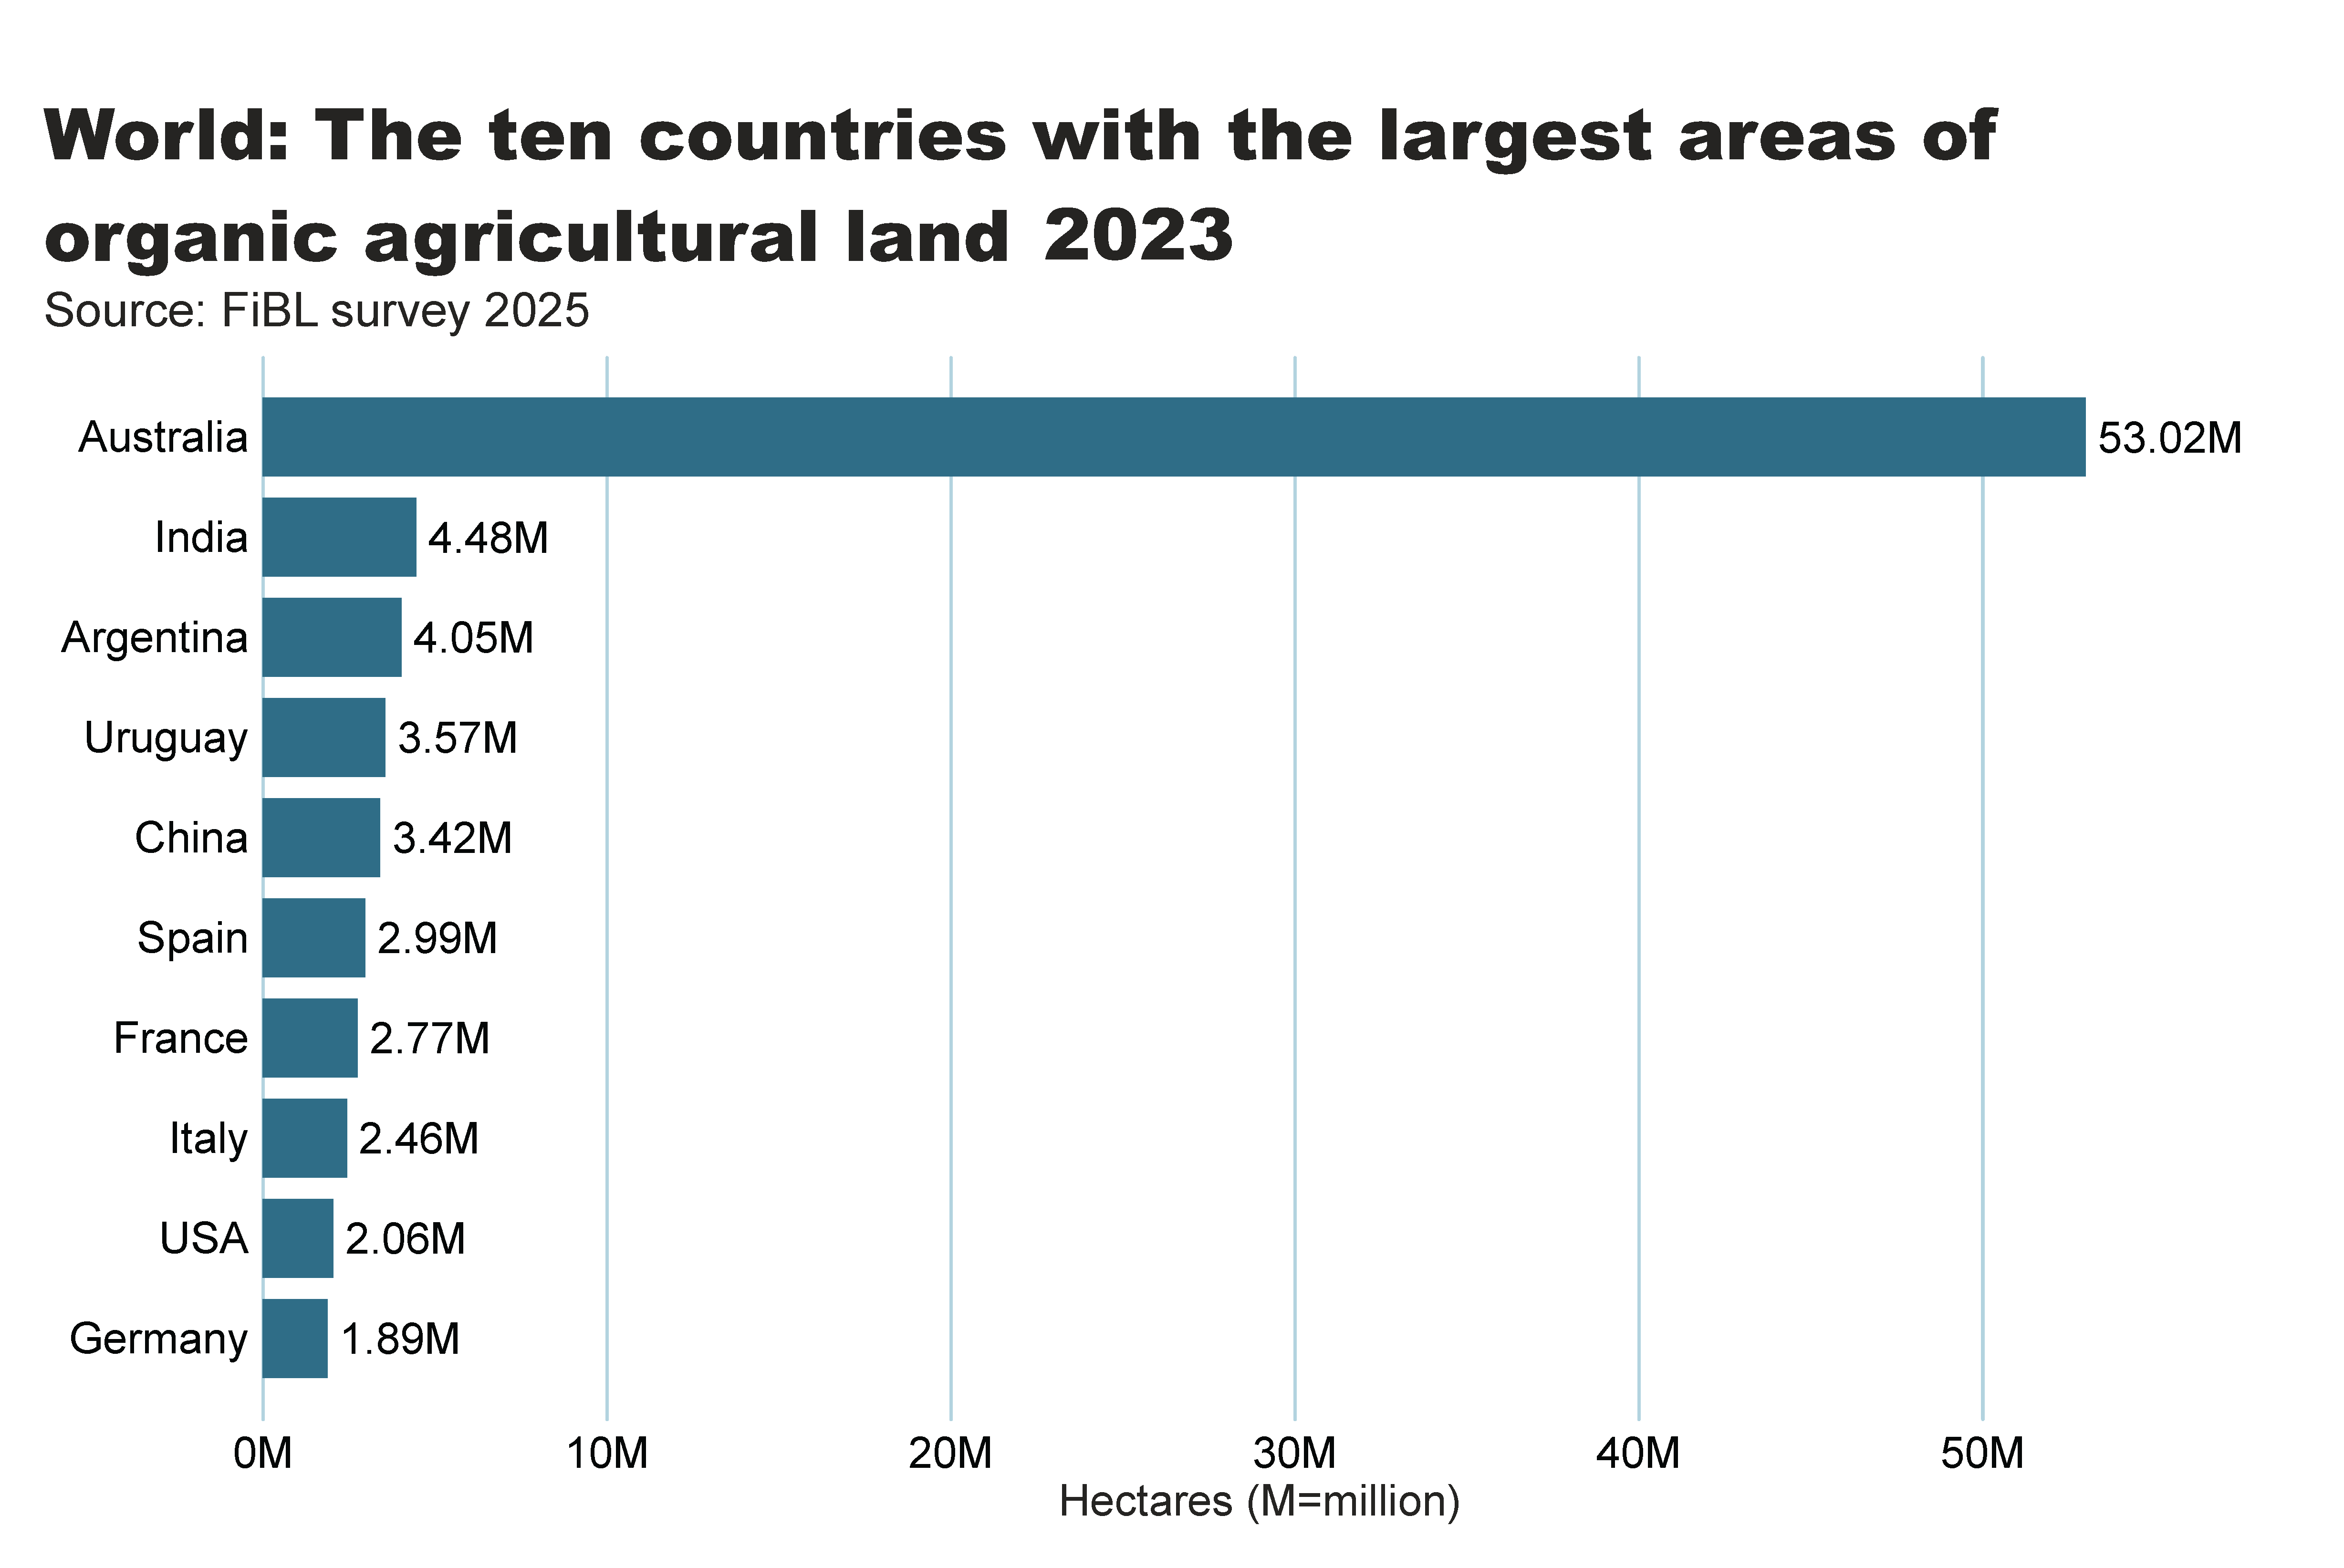 World: The ten countries with the largest areas of
organic agricultural land 2023
Source: FiBL survey 2025
Australia 53.02M
India 4.48M
Argentina 4.05M
Uruguay 3.57M
China 3.42M
Spain 2.99M
France 2.77M
Italy 2.46M
USA 2.06M
Germany 1.89M
0M 10M 20M 30M 40M 50M
Hectares (M=million)